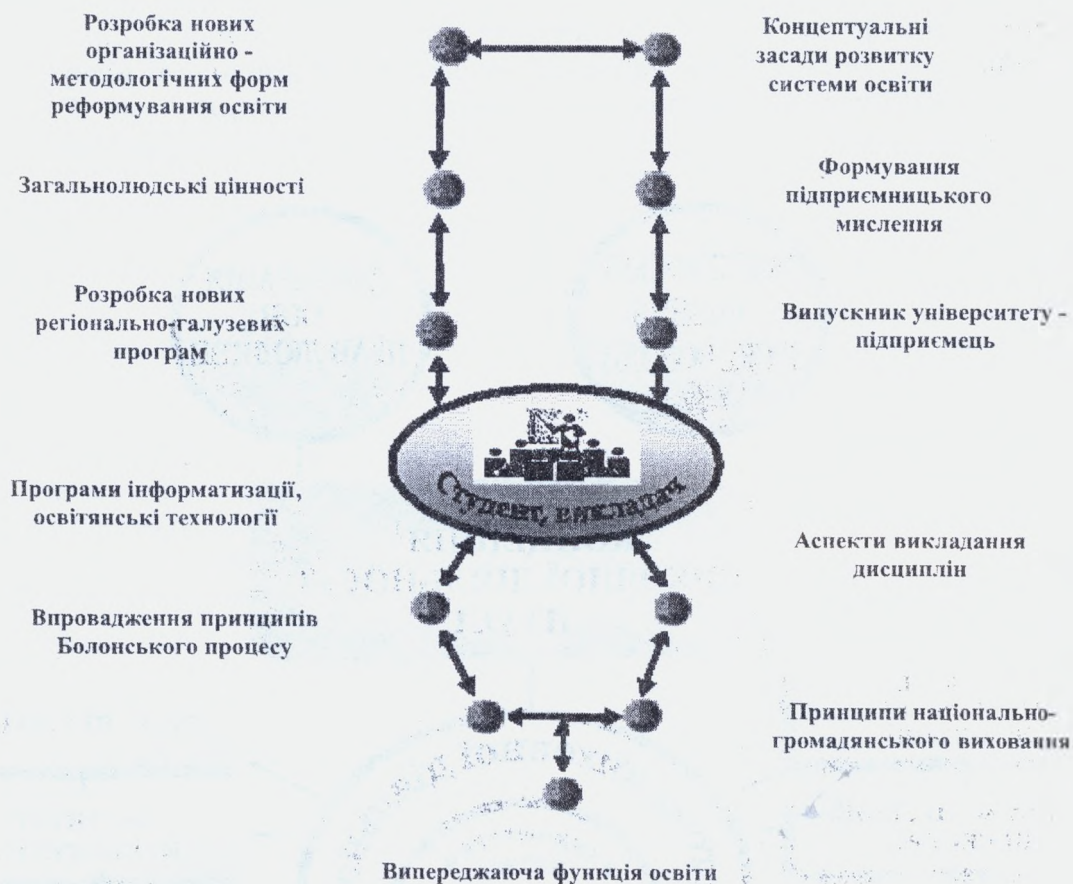 Розробка нових
організаційно -
методологічних форм
реформування освіти
Концептуальні
засади розвитку
системи освіти
Загальнолюдські цінності
Формування
підприємницького
мислення
Розробка нових
регіонально-галузевих
програм
Випускник університету -
підприємець
Студент, викладач
Програми інформатизації,
освітянські технології
Аспекти викладання
дисциплін
Впровадження принципів
Болонського процесу
Принципи національно-
громадянського виховання
Випереджаюча функція освіти